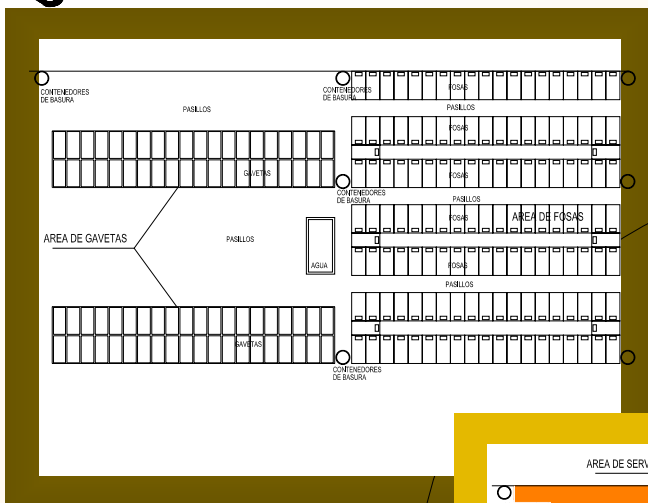 CONTENEDORES
DE BASURA
CONTENEDORES
DE BASURA
FOSAS
PASILLOS
PASILLOS
FOSAS
GAVETAS
FOSAS
CONTENEDORES
DE BASURA
PASILLOS
FOSAS
AREA DE FOSAS
AREA DE GAVETAS
PASILLOS
AGUA
FOSAS
PASILLOS
GAVETAS
CONTENEDORES
DE BASURA
AREA DE SERV